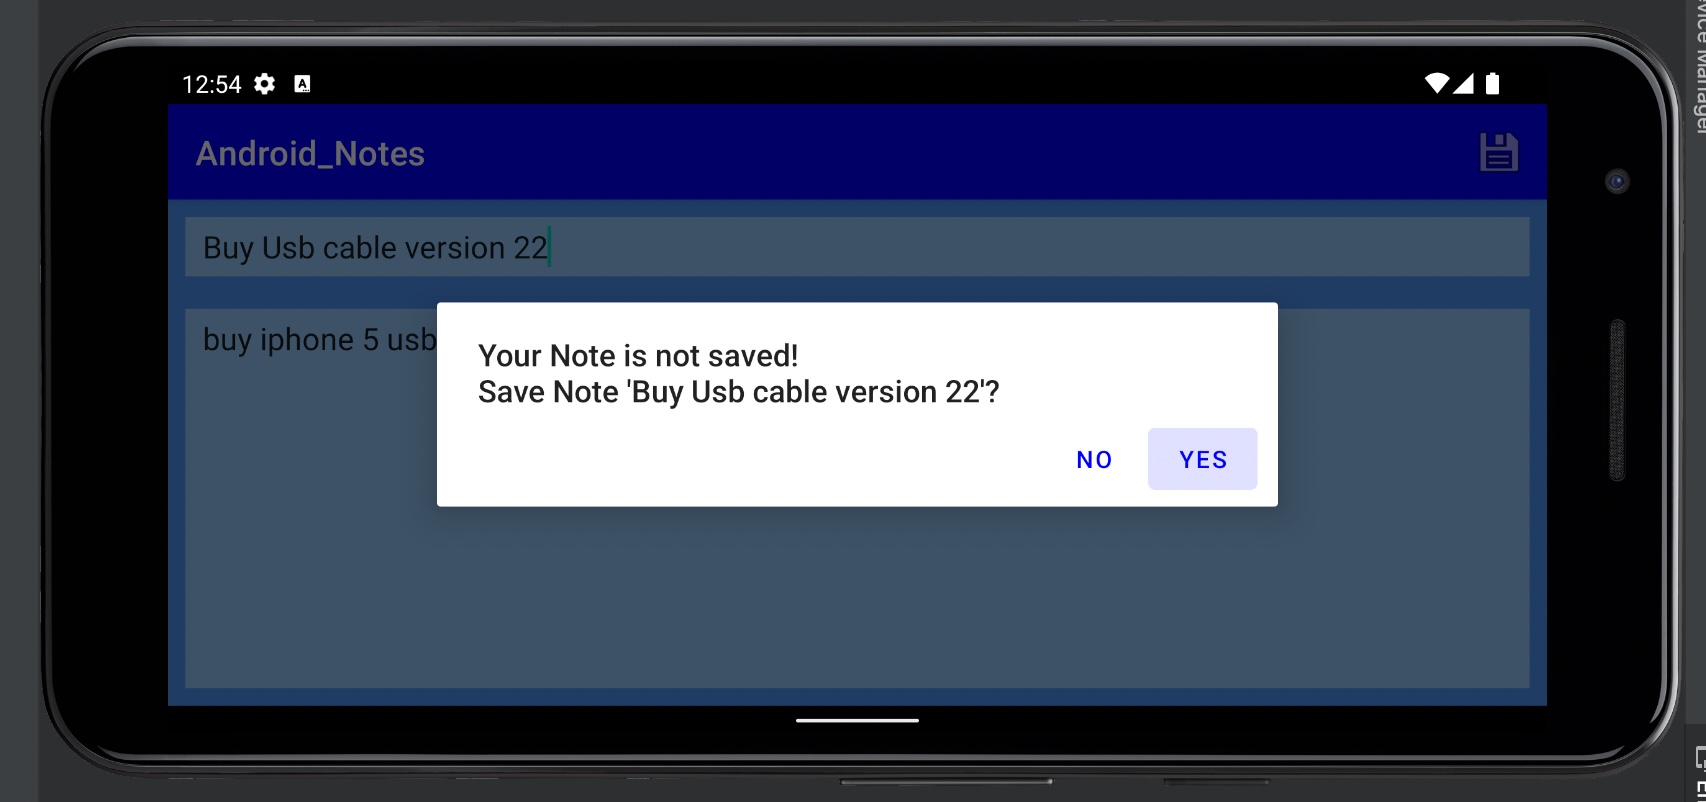 12:54
Android_Notes
Buy Usb cable version 22
buy iphone 5 usb
Your Note is not saved!
Save Note 'Buy Usb cable version 22'?
NO
YES
Manager